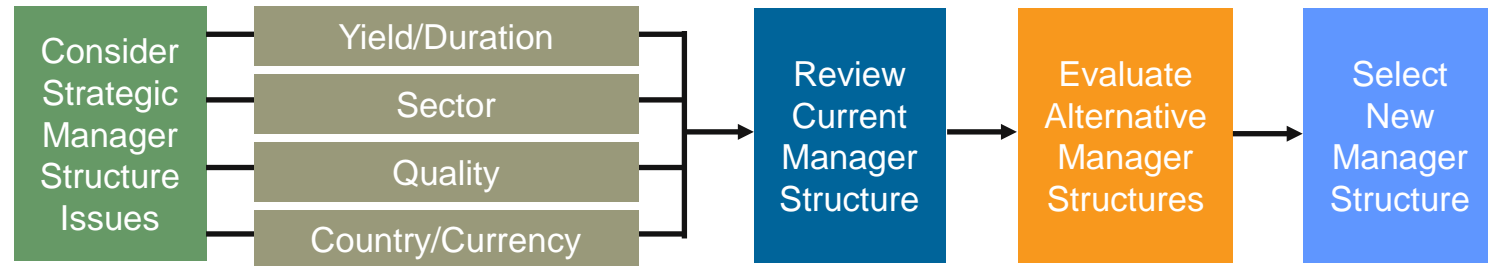 Consider
Strategic
Manager
Structure
Issues
Yield/Duration
Sector
Quality
Country/Currency
Review
Current
Manager
Structure
Evaluate
Alternative
Manager
Structures
Select
New
Manager
Structure